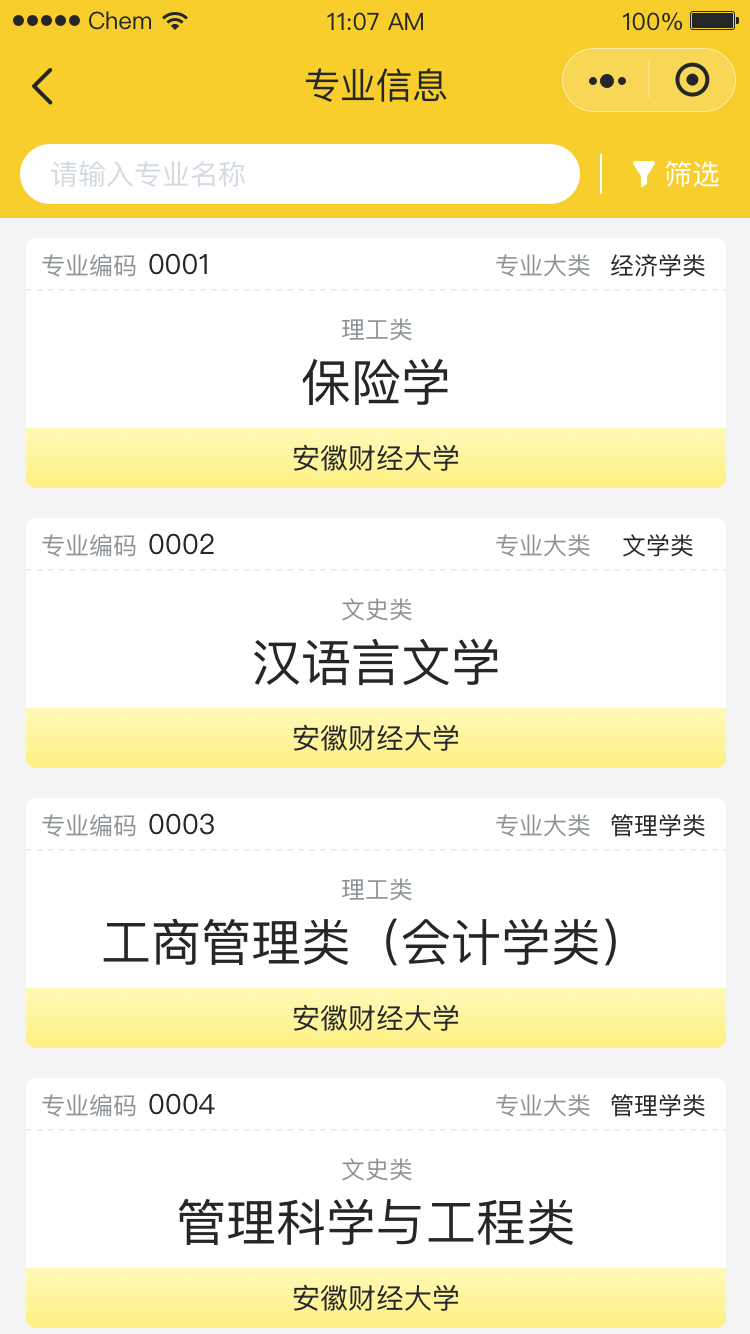 Chem 11:07 AM 100%
专业信息
请输入专业名称 筛选
专业编码 0001 专业大类 经济学类
理工类
保险学
安徽财经大学
专业编码 0002 专业大类 文学类
文史类
汉语言文学
安徽财经大学
专业编码 0003 专业大类 管理学类
理工类
工商管理类（会计学类）
安徽财经大学
专业编码 0004 专业大类 管理学类
文史类
管理科学与工程类
安徽财经大学